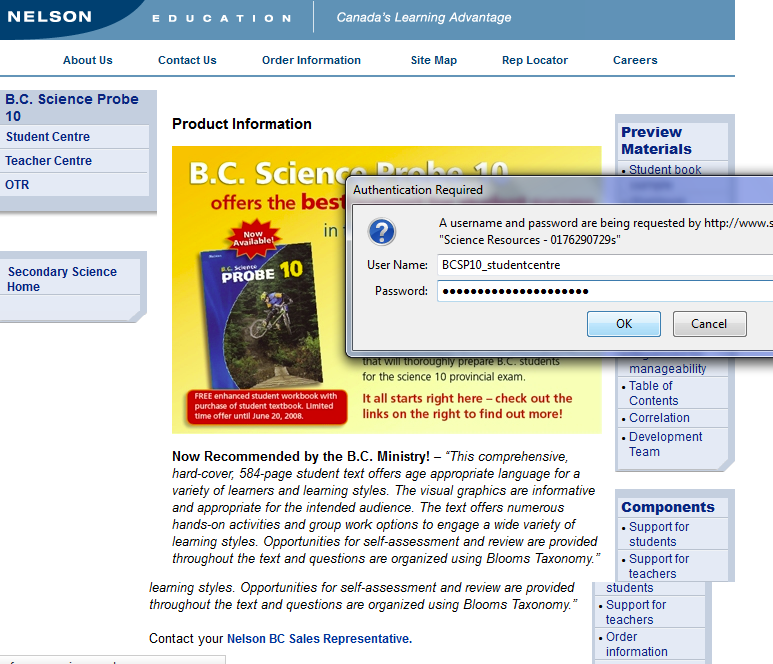 NELSON EDUCATION Canada's Learning Advantage
About Us Contact Us Order Information Site Map Rep Locator Careers
B.C. Science Probe
10
Student Centre
Teacher Centre
OTR
Secondary Science
Home
Product Information
B.C. Science Probe 10
offers the best
in
Now
Available!
Nelson
B.C. Science
PROBE 10
that will thoroughly prepare B.C. students
for the science 10 provincial exam.
FREE enhanced student workbook with
purchase of student textbook. Limited
time offer until June 20, 2008.
It all starts right here – check out the
links on the right to find out more!
Authentication Required
A username and password are being requested by http://www.s
"Science Resources - 0176290729s"
User Name: BCSP10_studentcentre
Password: •••••••••••••••••••••
OK Cancel
Now Recommended by the B.C. Ministry! – “This comprehensive,
hard-cover, 584-page student text offers age appropriate language for a
variety of learners and learning styles. The visual graphics are informative
and appropriate for the intended audience. The text offers numerous
hands-on activities and group work options to engage a wide variety of
learning styles. Opportunities for self-assessment and review are provided
throughout the text and questions are organized using Blooms Taxonomy.”
learning styles. Opportunities for self-assessment and review are provided
throughout the text and questions are organized using Blooms Taxonomy.”
Contact your Nelson BC Sales Representative.
Preview
Materials
• Student book
manageability
• Table of
Contents
• Correlation
• Development
Team
Components
• Support for
students
• Support for
teachers
students
• Support for
teachers
• Order
information